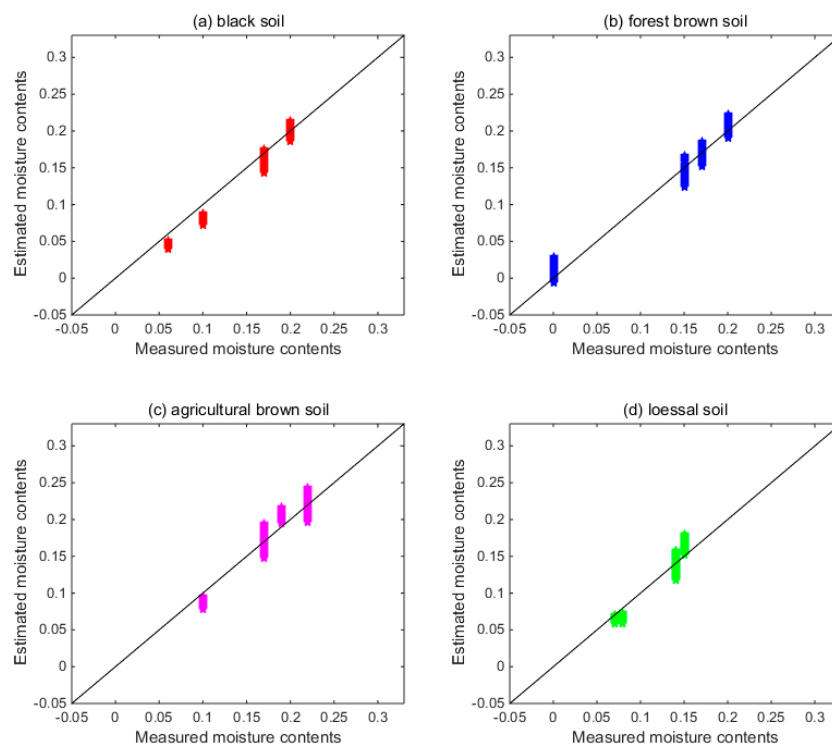 (a) black soil
0.3
0.25
0.2
0.15
0.1
0.05
0
-0.05
Estimated moisture contents
-0.05 0 0.05 0.1 0.15 0.2 0.25 0.3
Measured moisture contents
(b) forest brown soil
0.3
0.25
0.2
0.15
0.1
0.05
0
-0.05
Estimated moisture contents
-0.05 0 0.05 0.1 0.15 0.2 0.25 0.3
Measured moisture contents
(c) agricultural brown soil
0.3
0.25
0.2
0.15
0.1
0.05
0
-0.05
Estimated moisture contents
-0.05 0 0.05 0.1 0.15 0.2 0.25 0.3
Measured moisture contents
(d) loessal soil
0.3
0.25
0.2
0.15
0.1
0.05
0
-0.05
Estimated moisture contents
-0.05 0 0.05 0.1 0.15 0.2 0.25 0.3
Measured moisture contents